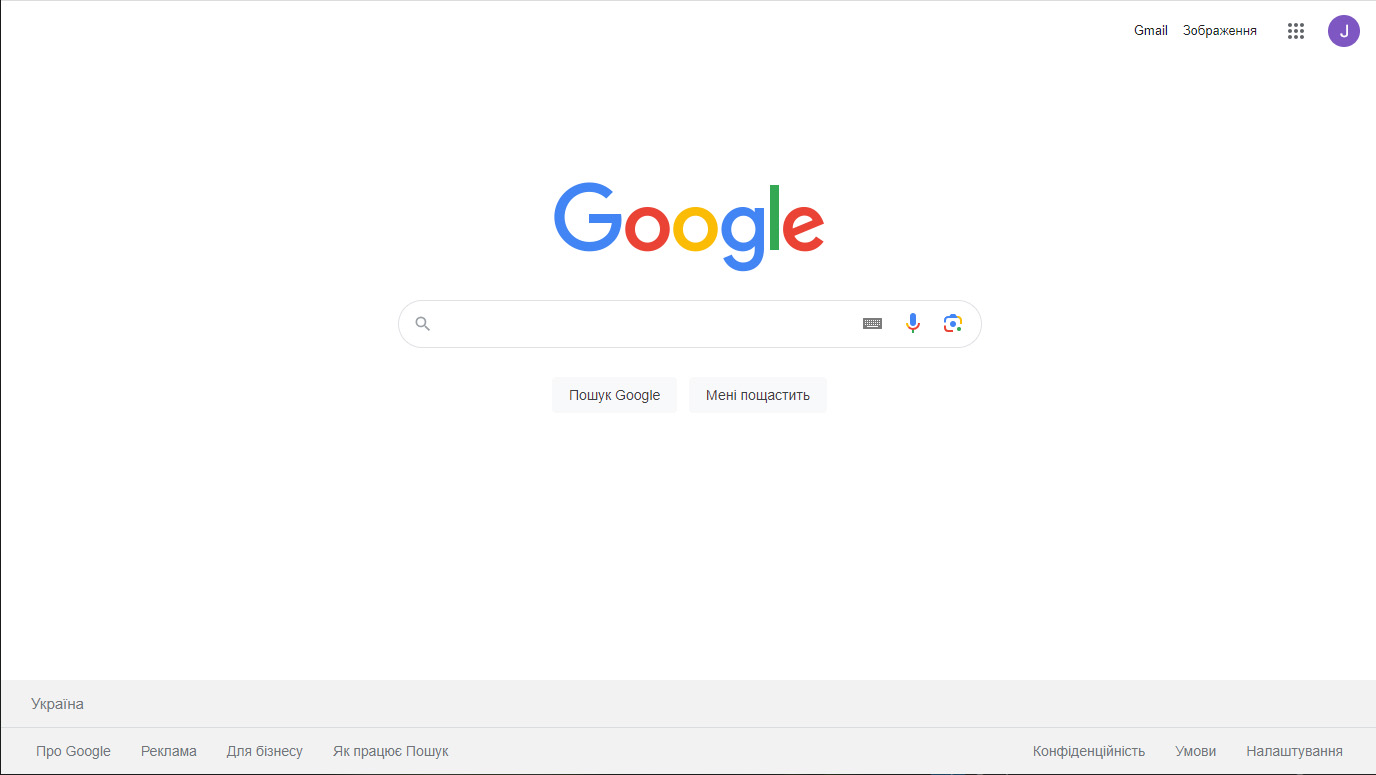 Gmail Зображення J
Google
Пошук Google Мені пощастить
Україна
Про Google Реклама Для бізнесу Як працює Пошук Конфіденційність Умови Налаштування